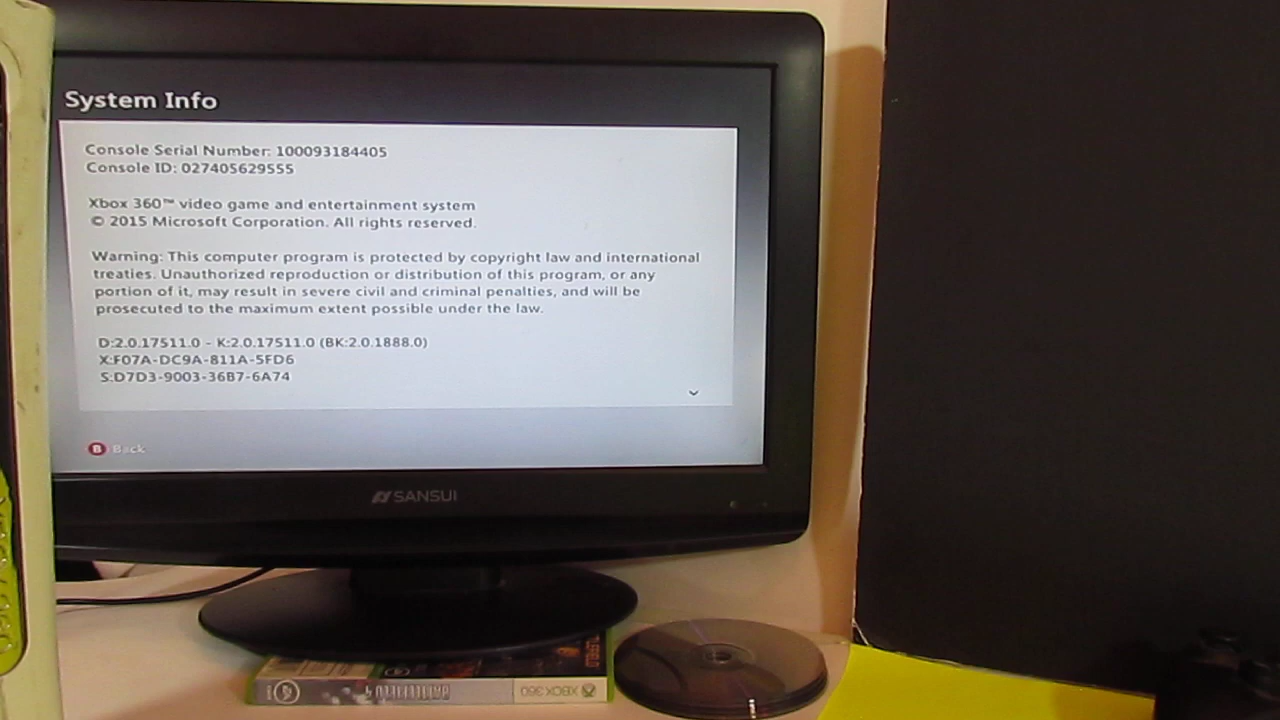 System Info
Console Serial Number: 100093184405
Console ID: 027405629555
Xbox 360™ video game and entertainment system
© 2015 Microsoft Corporation. All rights reserved.
Warning: This computer program is protected by copyright law and international
treaties. Unauthorized reproduction or distribution of this program, or any
portion of it, may result in severe civil and criminal penalties, and will be
prosecuted to the maximum extent possible under the law.
D:2.0.17511.0 - K:2.0.17511.0 (BK:2.0.1888.0)
X:F07A-DC9A-811A-5FD6
S:D7D3-9003-36B7-6A74
B Back
SANSUI
BATTLEFIELD 4
XBOX 360